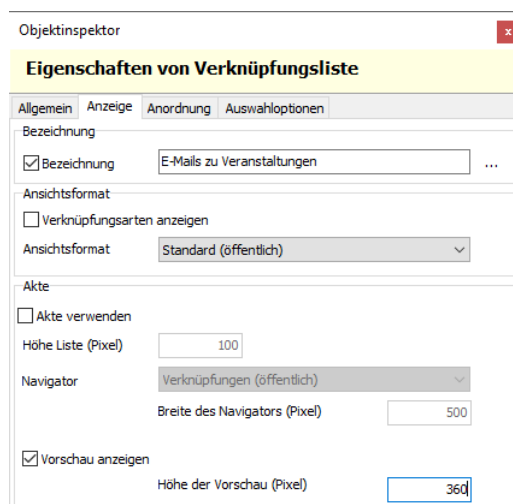 Objektinspektor
x
Eigenschaften von Verknüpfungsliste
Allgemein Anzeige Anordnung Auswahloptionen
Bezeichnung
Bezeichnung E-Mails zu Veranstaltungen ...
Ansichtsformat
Verknüpfungsarten anzeigen
Ansichtsformat Standard (öffentlich)
Akte
Akte verwenden
Höhe Liste (Pixel) 100
Navigator Verknüpfungen (öffentlich)
Breite des Navigators (Pixel) 500
Vorschau anzeigen
Höhe der Vorschau (Pixel) 360